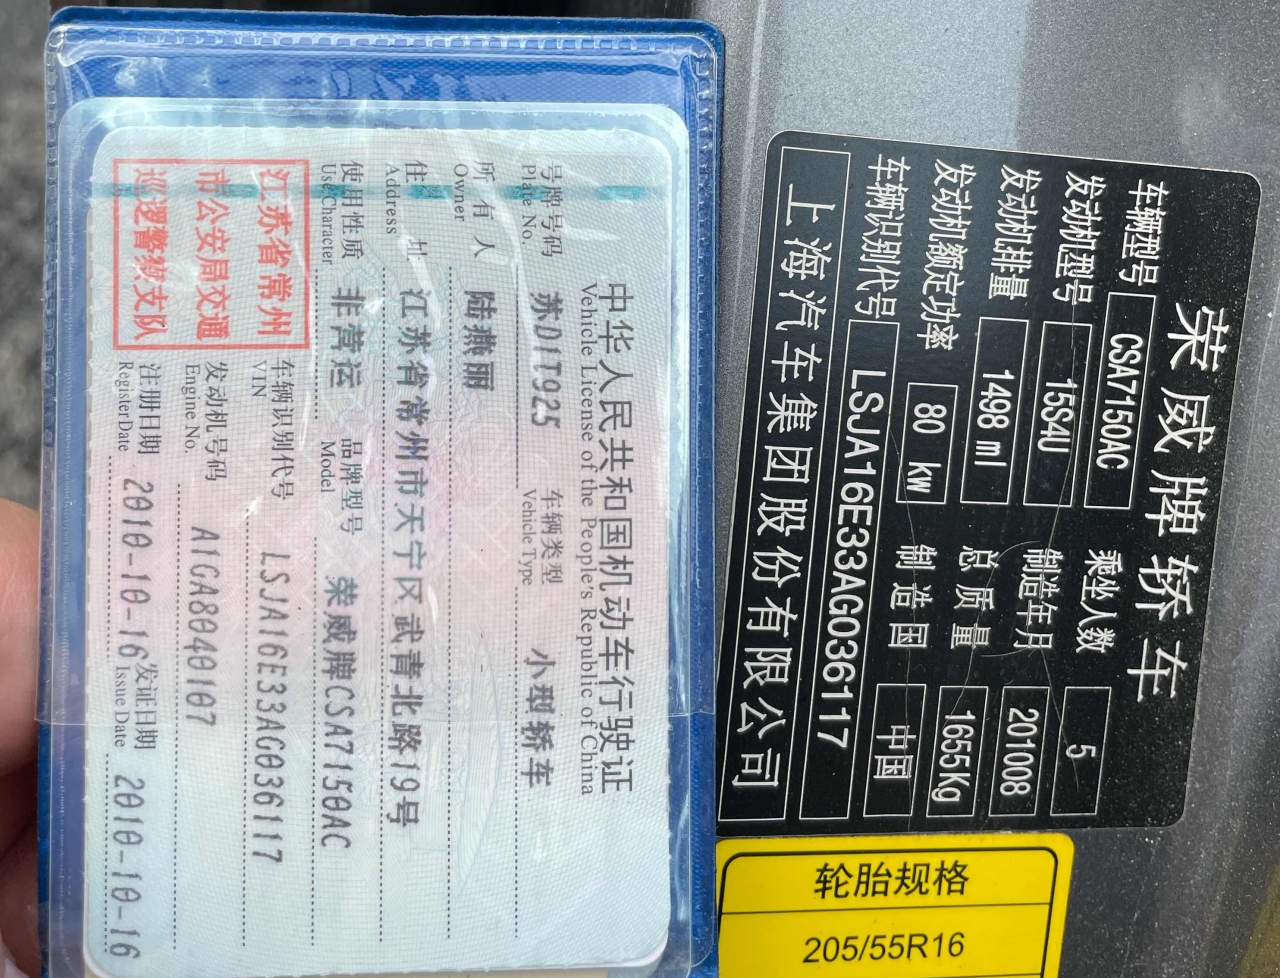 中华人民共和国机动车行驶证
Vehicle License of the People's Republic of China
号牌号码 苏DIT925 车辆类型 小型轿车
Plate No. Vehicle Type
所有人 陆燕丽
Owner
住址 江苏省常州市天宁区武青北路19号
Address
使用性质 非营运 品牌型号 荣威牌CSA7150AC
Use Character Model
江苏省常州
市公安局交通
巡逻警察支队
车辆识别代号 LSJA16E33AG036117
VIN
发动机号码 A1GA8040107
Engine No.
注册日期 2010-10-16 发证日期 2010-10-16
Register Date Issue Date
荣威牌轿车
车辆型号 CSA7150AC 乘坐人数 5
发动机型号 15S4U 制造年月 201008
发动机排量 1498 ml 总质量 1655Kg
发动机额定功率 80 kw 制造国 中国
车辆识别代号 LSJA16E33AG036117
上海汽车集团股份有限公司
轮胎规格
205/55R16